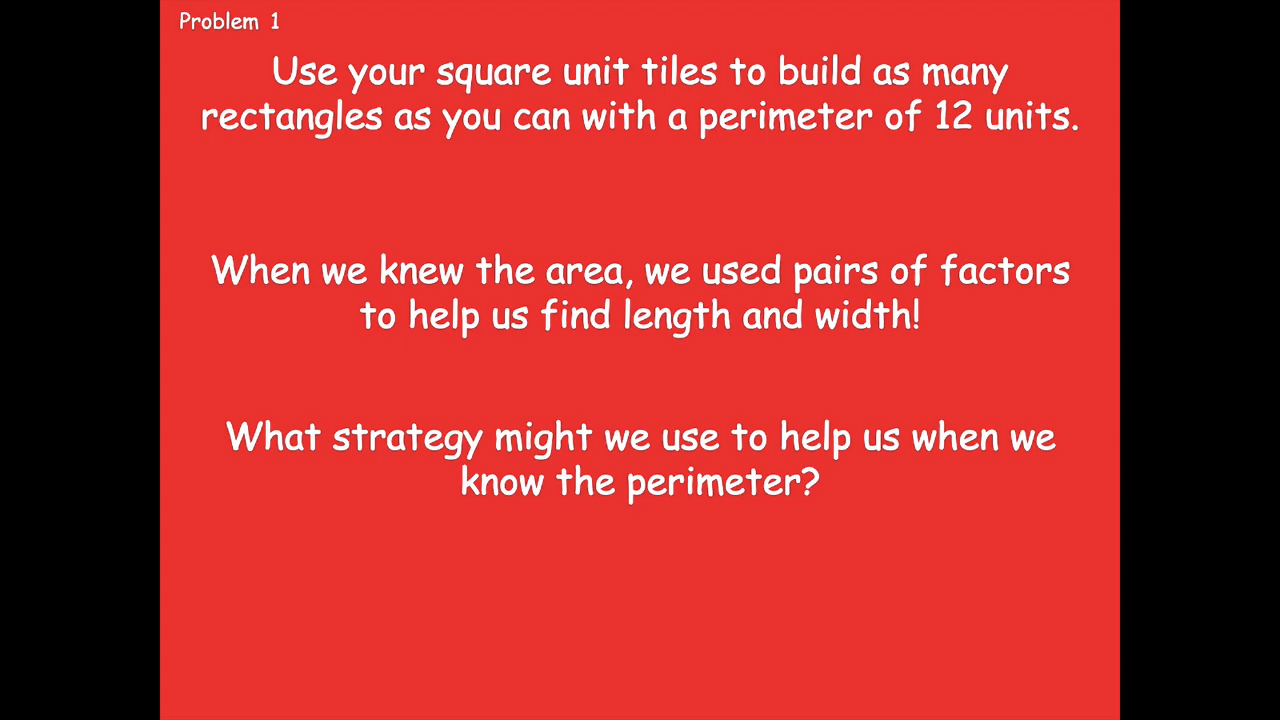 Problem 1
Use your square unit tiles to build as many
rectangles as you can with a perimeter of 12 units.
When we knew the area, we used pairs of factors
to help us find length and width!
What strategy might we use to help us when we
know the perimeter?